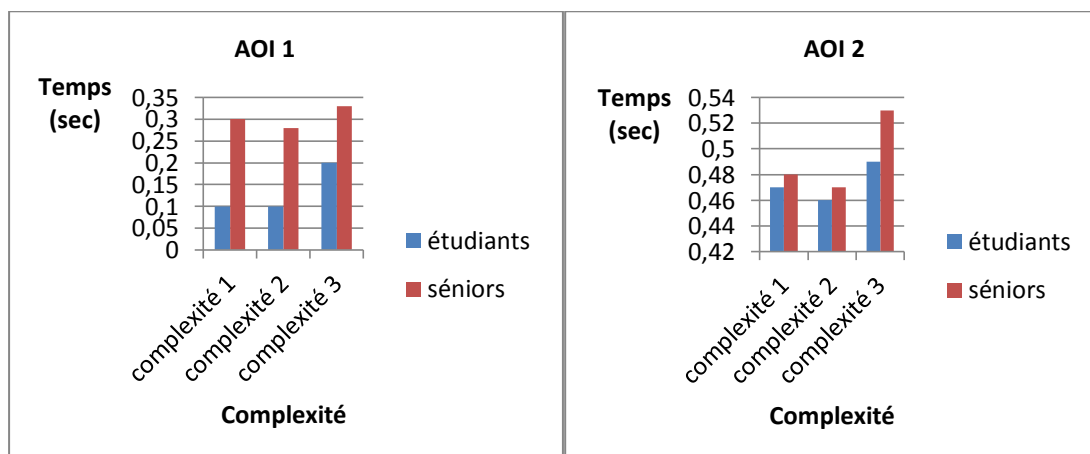 AOI 1
Temps
(sec)
0,35
0,3
0,25
0,2
0,15
0,1
0,05
0
complexité 1
complexité 2
complexité 3
Complexité
étudiants
séniors
AOI 2
Temps
(sec)
0,54
0,52
0,5
0,48
0,46
0,44
0,42
complexité 1
complexité 2
complexité 3
Complexité
étudiants
séniors